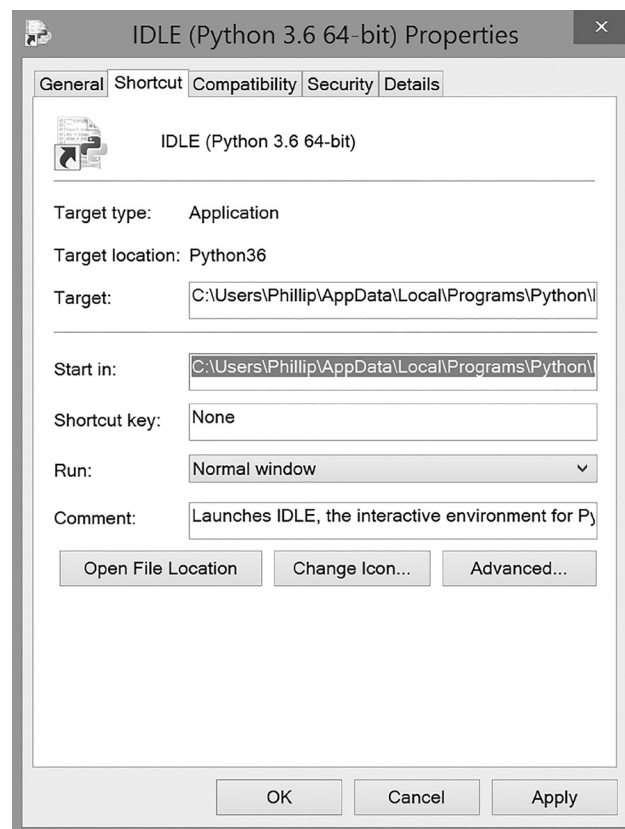 IDLE (Python 3.6 64-bit) Properties
General Shortcut Compatibility Security Details
IDLE (Python 3.6 64-bit)
Target type: Application
Target location: Python36
Target: C:\Users\Phillip\AppData\Local\Programs\Python\
Start in: C:\Users\Phillip\AppData\Local\Programs\Python\
Shortcut key: None
Run: Normal window
Comment: Launches IDLE, the interactive environment for Py
Open File Location Change Icon... Advanced...
OK Cancel Apply